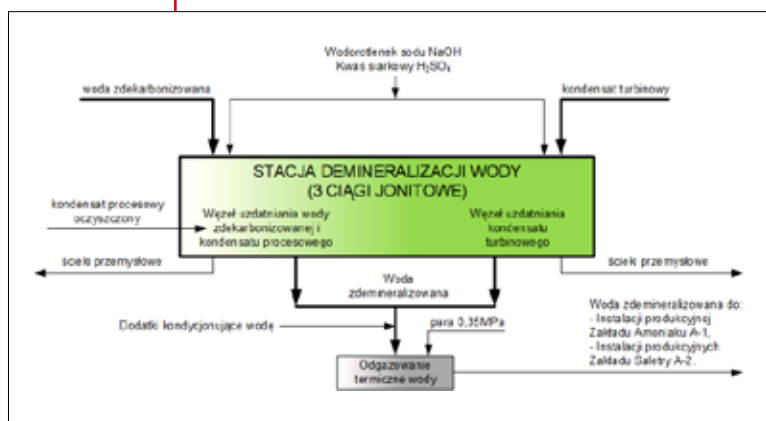 Wodorotlenek sodu NaOH
Kwas siarkowy H₂SO₄
woda zdekarbonizowana
kondensat turbinowy
STACJA DEMINERALIZACJI WODY
(3 CIĄGI JONITOWE)
kondensat procesowy
oczyszczony
Węzeł uzdatniania wody
zdekarbonizowanej i
kondensatu procesowego
Węzeł uzdatniania
kondensatu
turbinowego
ścieki przemysłowe
ścieki przemysłowe
Woda
zdemineralizowana
Dodatki kondycjonujące wodę
para 0,35MPa
Odgazowanie
termiczne wody
Woda zdemineralizowana do:
- Instalacji produkcyjnej
Zakładu Amoniaku A-1,
- Instalacji produkcyjnych
Zakładu Saletry A-2.